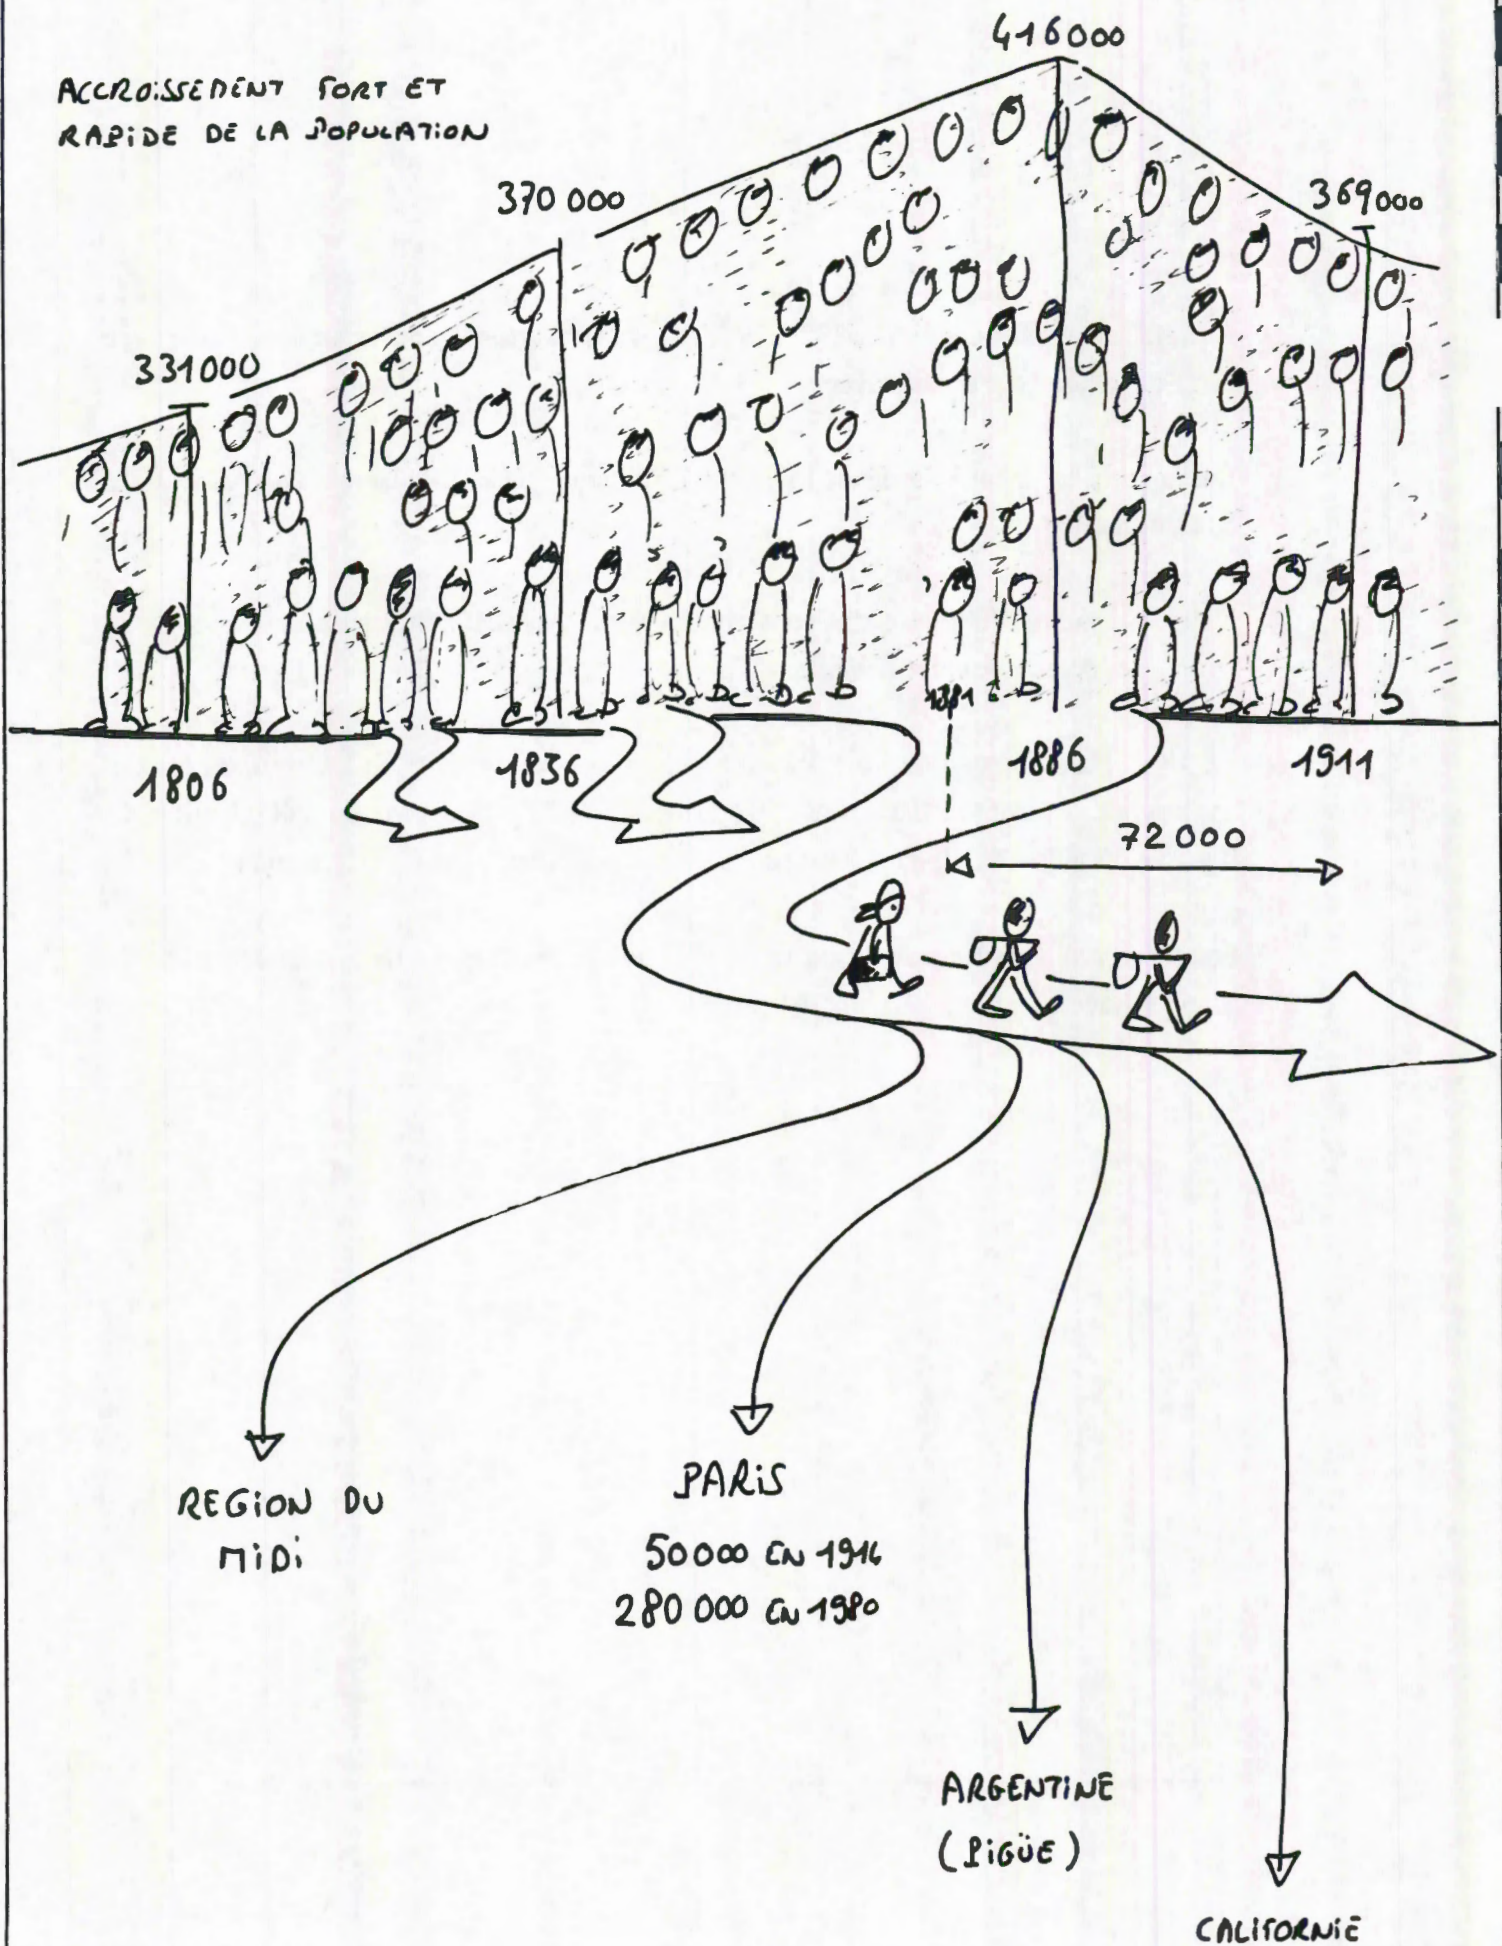 ACCROISSEMENT FORT ET
RAPIDE DE LA POPULATION
416000
370 000
369000
331000
1881
1806
1836
1886
1911
72000
REGION DU
MIDI
PARIS
50000 EN 1914
280 000 EN 1980
ARGENTINE
(PIGÜE)
CALIFORNIE